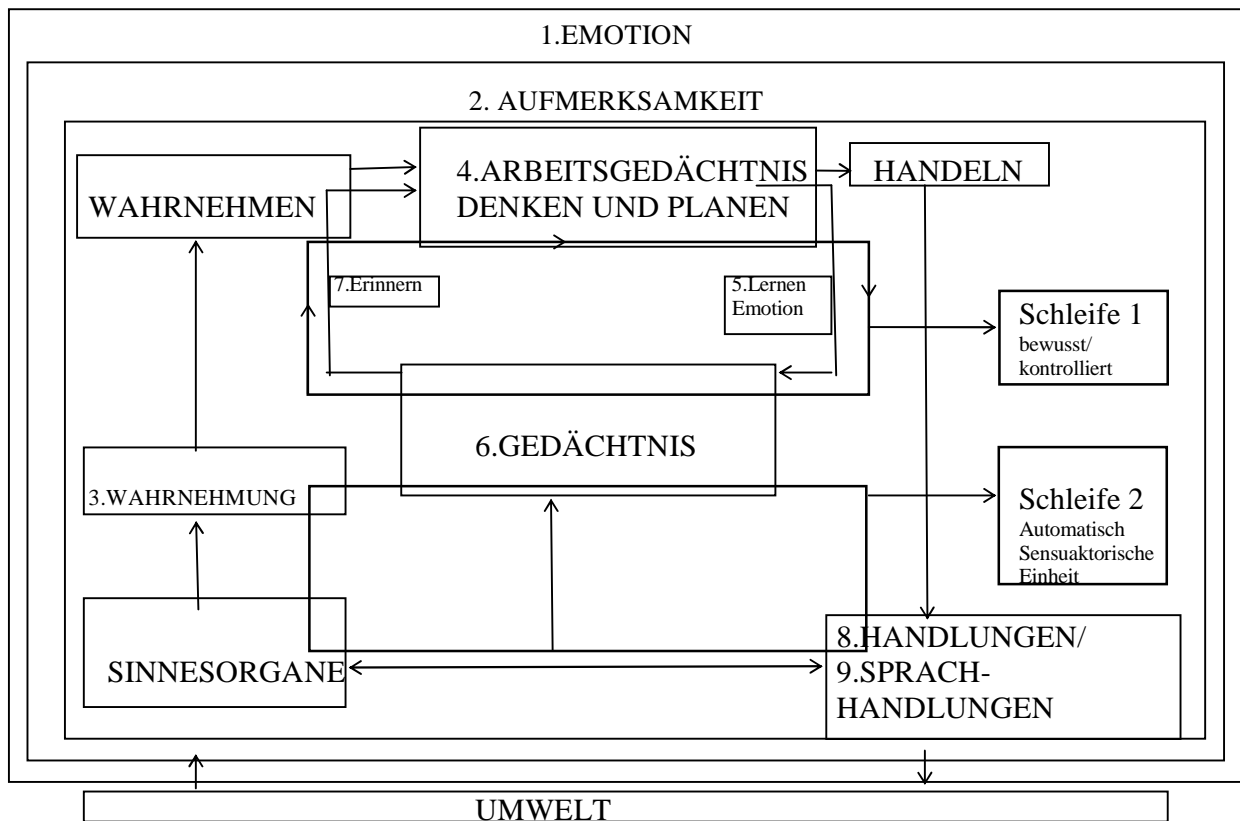 1.EMOTION
2. AUFMERKSAMKEIT
WAHRNEHMEN
4.ARBEITSGEDÄCHTNIS
DENKEN UND PLANEN
HANDELN
7.Erinnern
5.Lernen
Emotion
Schleife 1
bewusst/
kontrolliert
6.GEDÄCHTNIS
3.WAHRNEHMUNG
Schleife 2
Automatisch
Sensuaktorische
Einheit
SINNESORGANE
8.HANDLUNGEN/
9.SPRACH-
HANDLUNGEN
UMWELT